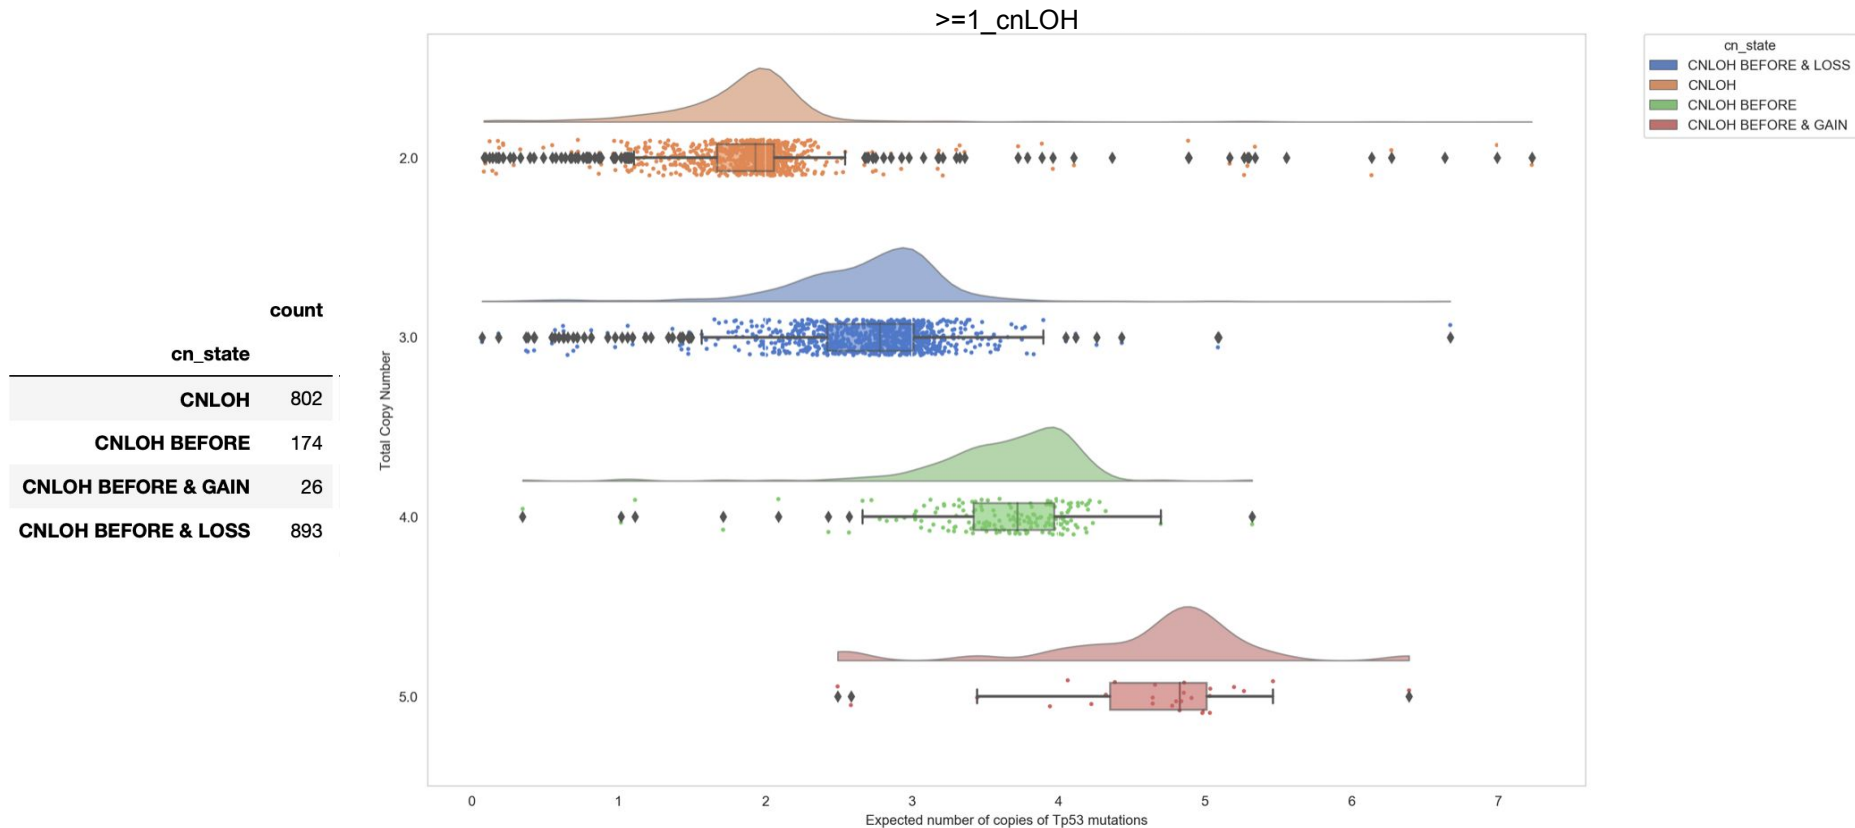 >=1_cnLOH
cn_state
CNLOH BEFORE & LOSS
CNLOH
CNLOH BEFORE
CNLOH BEFORE & GAIN
count
cn_state
CNLOH 802
CNLOH BEFORE 174
CNLOH BEFORE & GAIN 26
CNLOH BEFORE & LOSS 893
Total Copy Number
2.0
3.0
4.0
5.0
0 1 2 3 4 5 6 7
Expected number of copies of Tp53 mutations